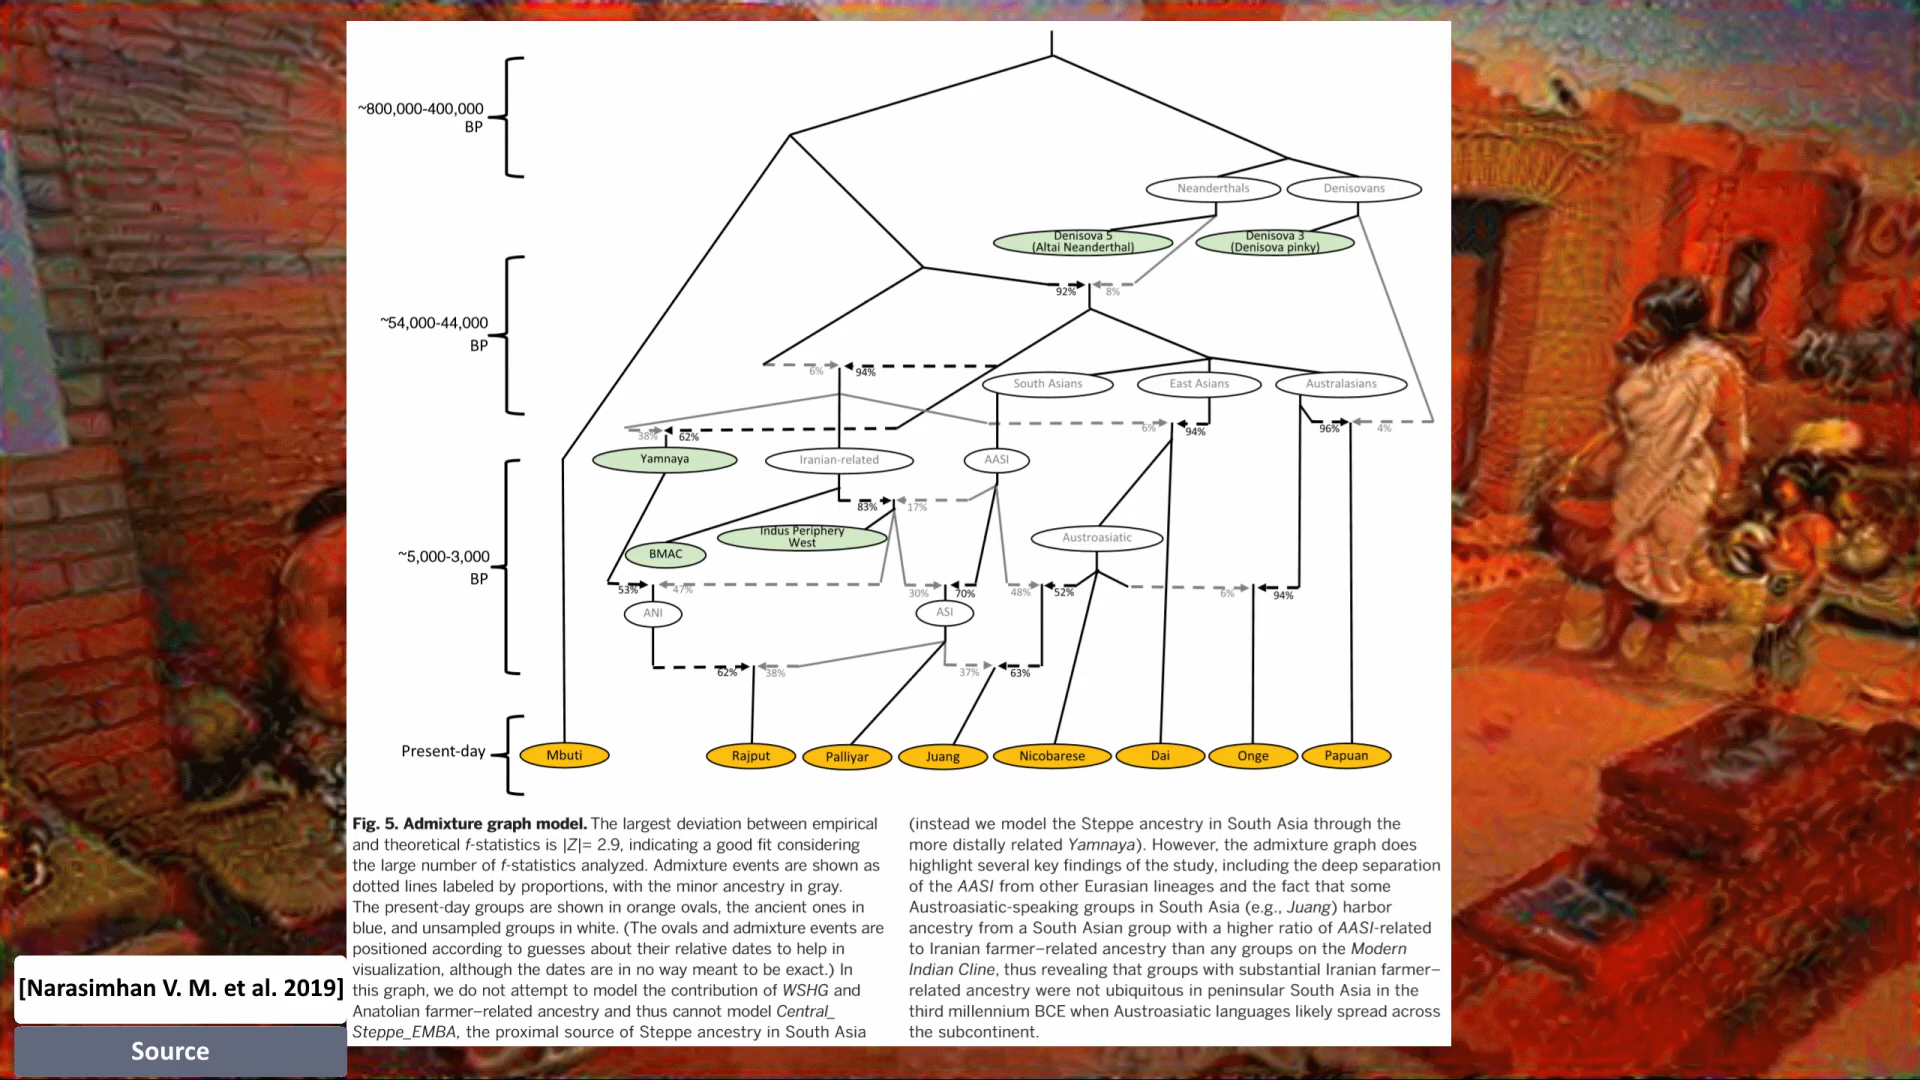 ~800,000-400,000
BP
Neanderthals
Denisovans
Denisova 5
(Altai Neanderthal)
Denisova 3
(Denisova pinky)
92%
8%
~54,000-44,000
BP
6%
94%
South Asians
East Asians
Australasians
38%
62%
6%
94%
96%
4%
Yamnaya
Iranian-related
AASI
83%
17%
Indus Periphery
West
Austroasiatic
BMAC
~5,000-3,000
BP
53%
47%
30%
70%
48%
52%
6%
94%
ANI
ASI
62%
38%
37%
63%
Present-day
Mbuti
Rajput
Palliyar
Juang
Nicobarese
Dai
Onge
Papuan
Fig. 5. Admixture graph model. The largest deviation between empirical
and theoretical f-statistics is |Z|= 2.9, indicating a good fit considering
the large number of f-statistics analyzed. Admixture events are shown as
dotted lines labeled by proportions, with the minor ancestry in gray.
The present-day groups are shown in orange ovals, the ancient ones in
blue, and unsampled groups in white. (The ovals and admixture events are
positioned according to guesses about their relative dates to help in
visualization, although the dates are in no way meant to be exact.) In
this graph, we do not attempt to model the contribution of WSHG and
Anatolian farmer–related ancestry and thus cannot model Central_
Steppe_EMBA, the proximal source of Steppe ancestry in South Asia
(instead we model the Steppe ancestry in South Asia through the
more distally related Yamnaya). However, the admixture graph does
highlight several key findings of the study, including the deep separation
of the AASI from other Eurasian lineages and the fact that some
Austroasiatic-speaking groups in South Asia (e.g., Juang) harbor
ancestry from a South Asian group with a higher ratio of AASI-related
to Iranian farmer–related ancestry than any groups on the Modern
Indian Cline, thus revealing that groups with substantial Iranian farmer–
related ancestry were not ubiquitous in peninsular South Asia in the
third millennium BCE when Austroasiatic languages likely spread across
the subcontinent.
[Narasimhan V. M. et al. 2019]
Source